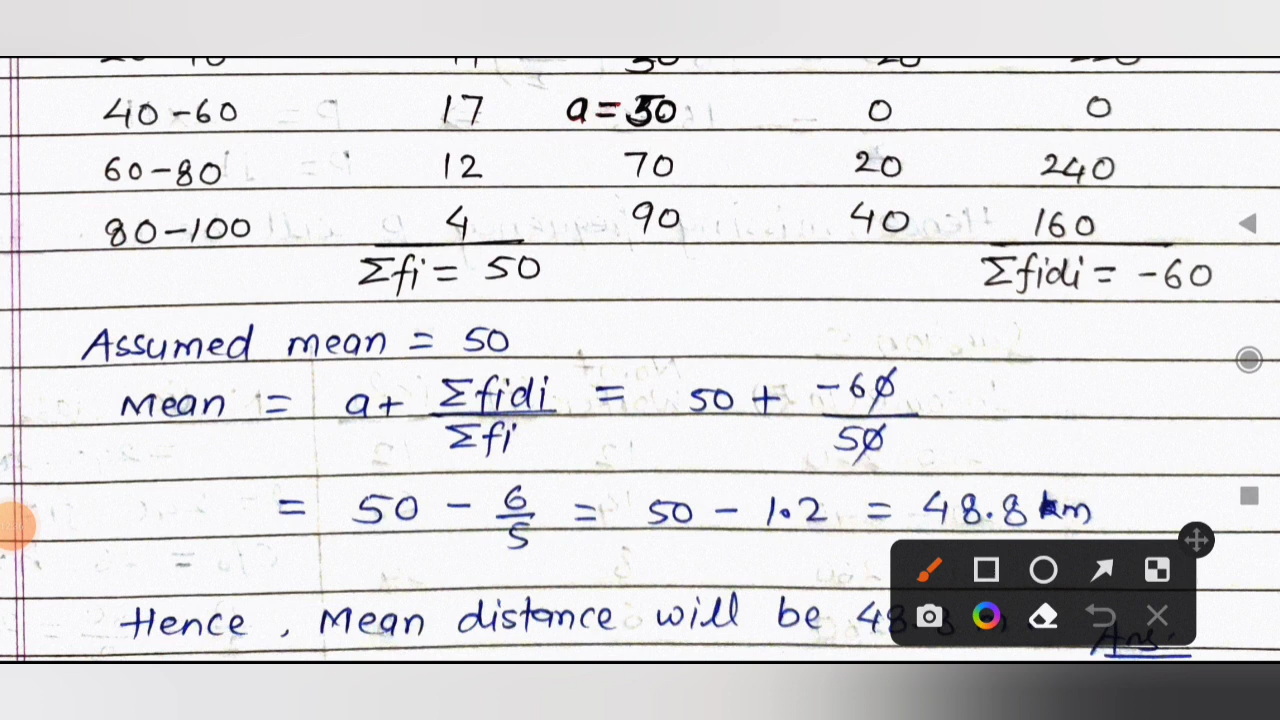 40-60 17 a=50 0 0
60-80 12 70 20 240
80-100 4 90 40 160
Σfi = 50 Σfidi = -60
Assumed mean = 50
Mean = a+ Σfidi/Σfi = 50 + -60/50
= 50 - 6/5 = 50 - 1.2 = 48.8 km
Hence, Mean distance will be
Ans.